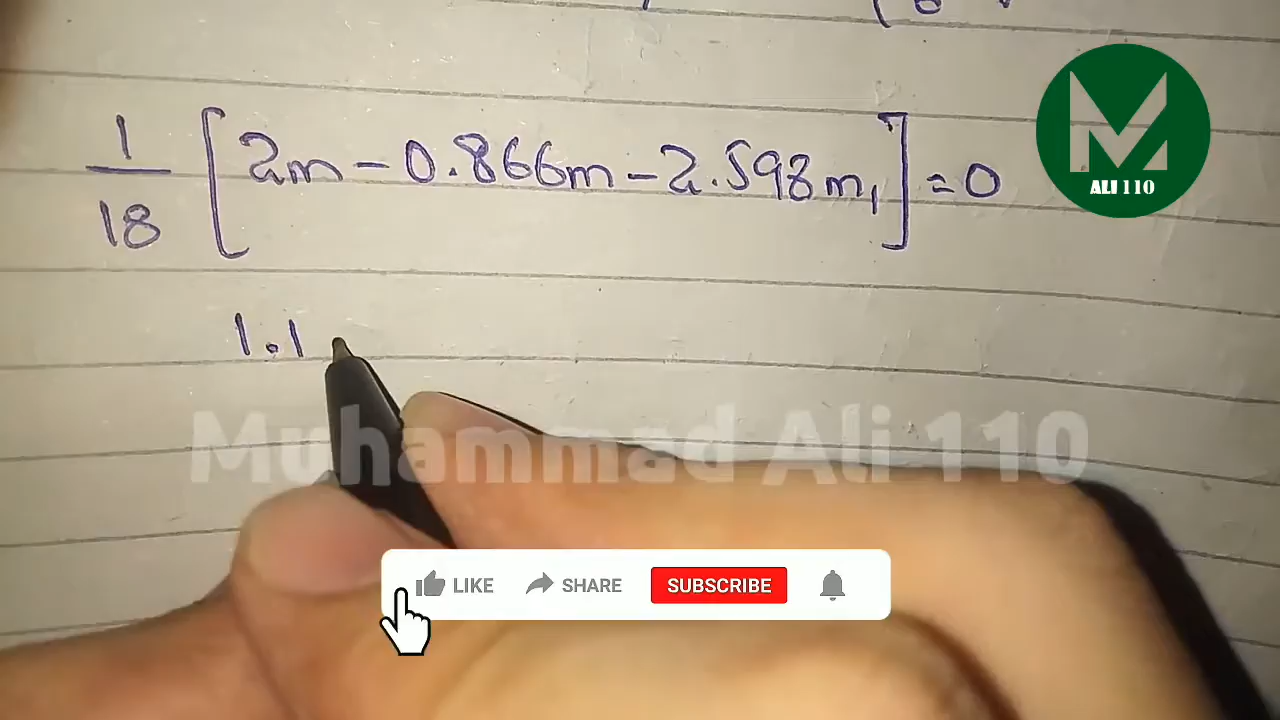 1/18 [2m - 0.866m - 2.598m₁] = 0
M
ALI 110
1.1
Muhammad Ali 110
LIKE SHARE SUBSCRIBE